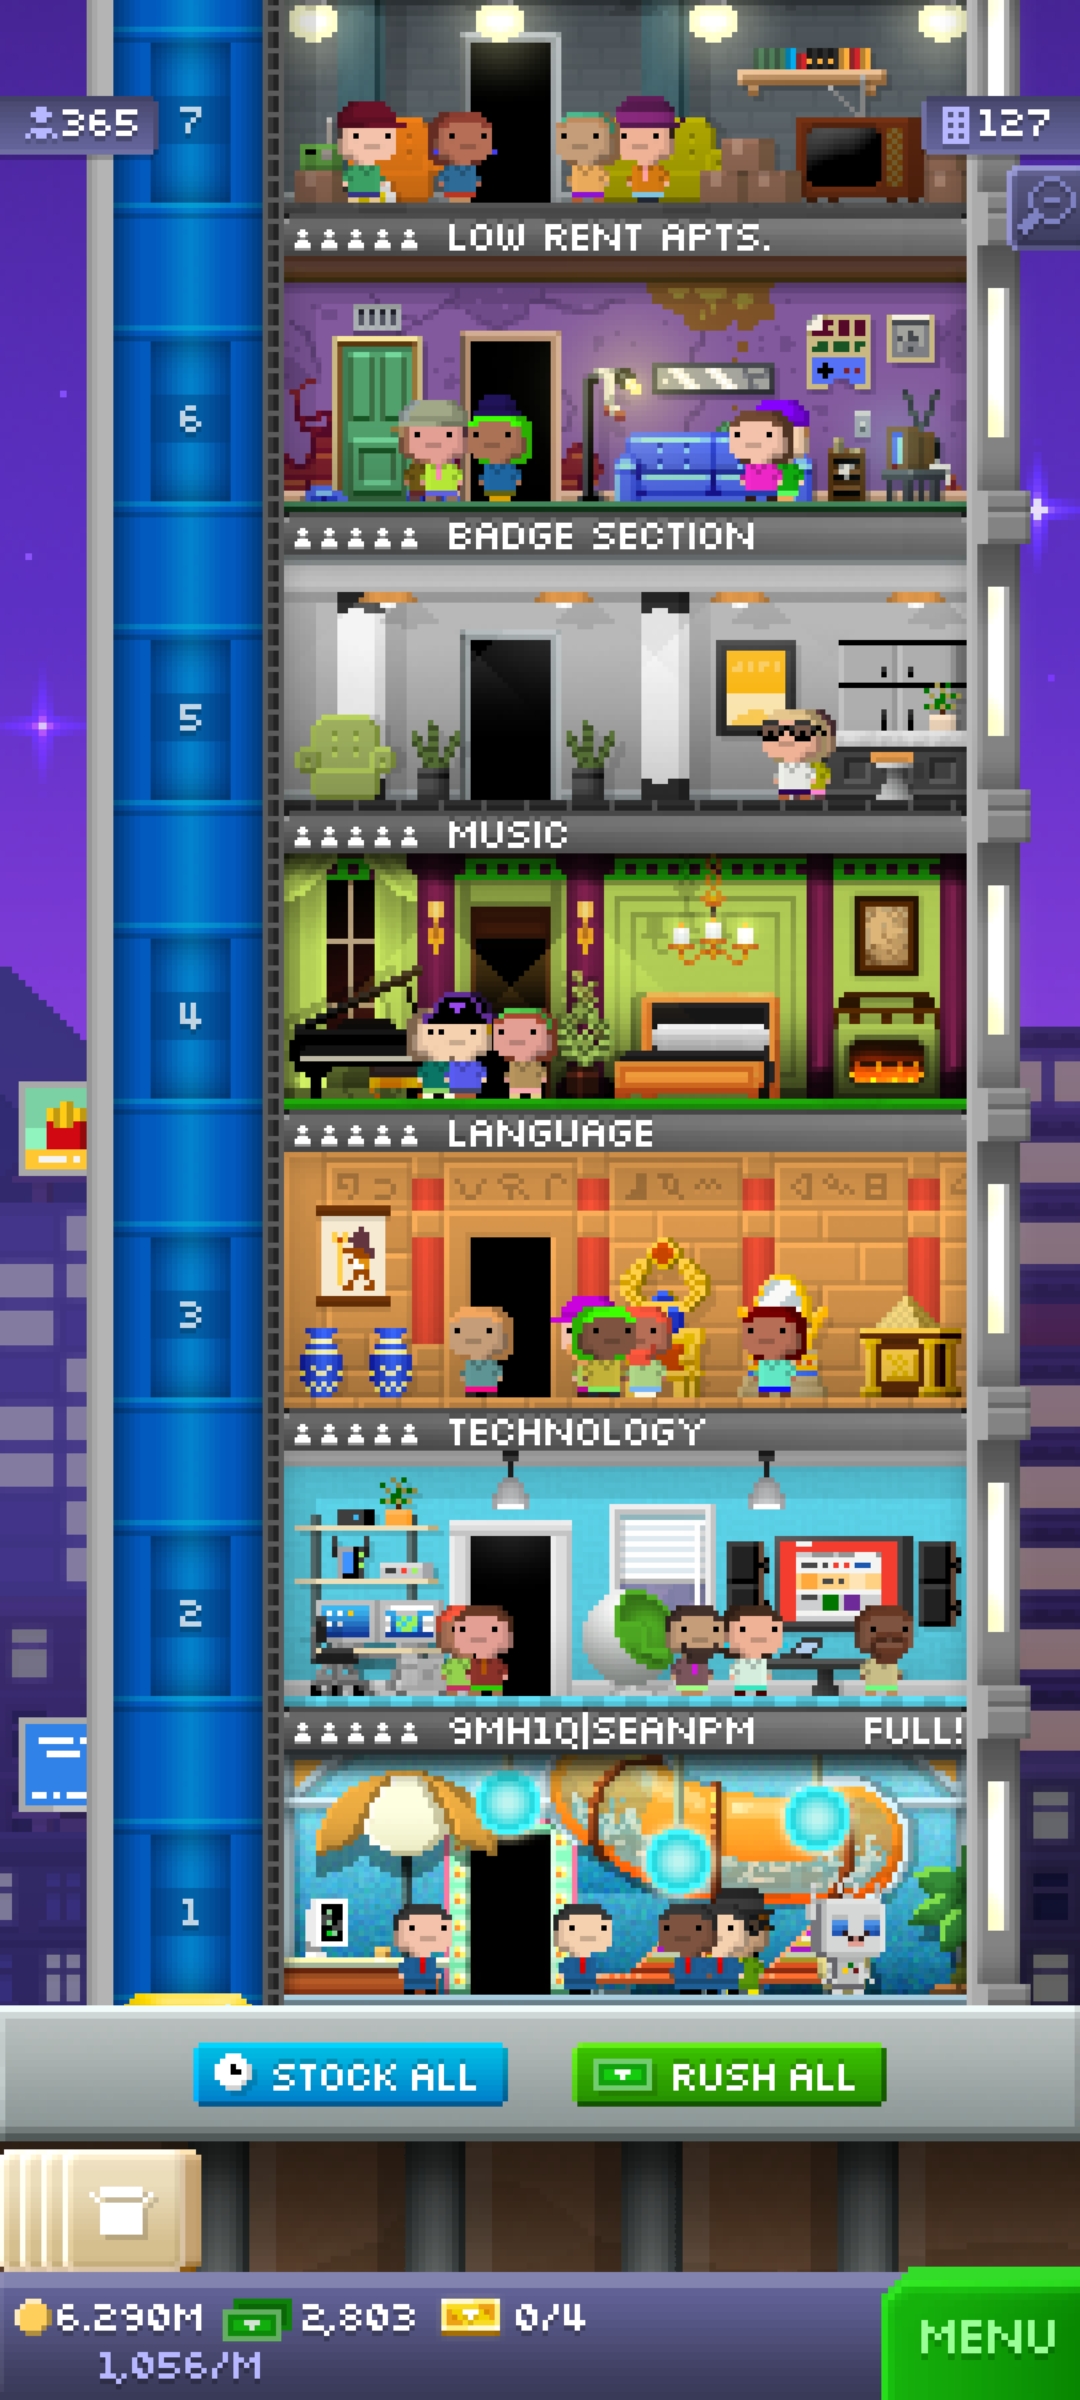 365
7
127
LOW RENT APTS.
6
BADGE SECTION
5
MUSIC
4
LANGUAGE
3
TECHNOLOGY
2
9MH1Q|SEANPM FULL!
1
STOCK ALL
RUSH ALL
6.290M 2,803 0/4
1,056/M
MENU